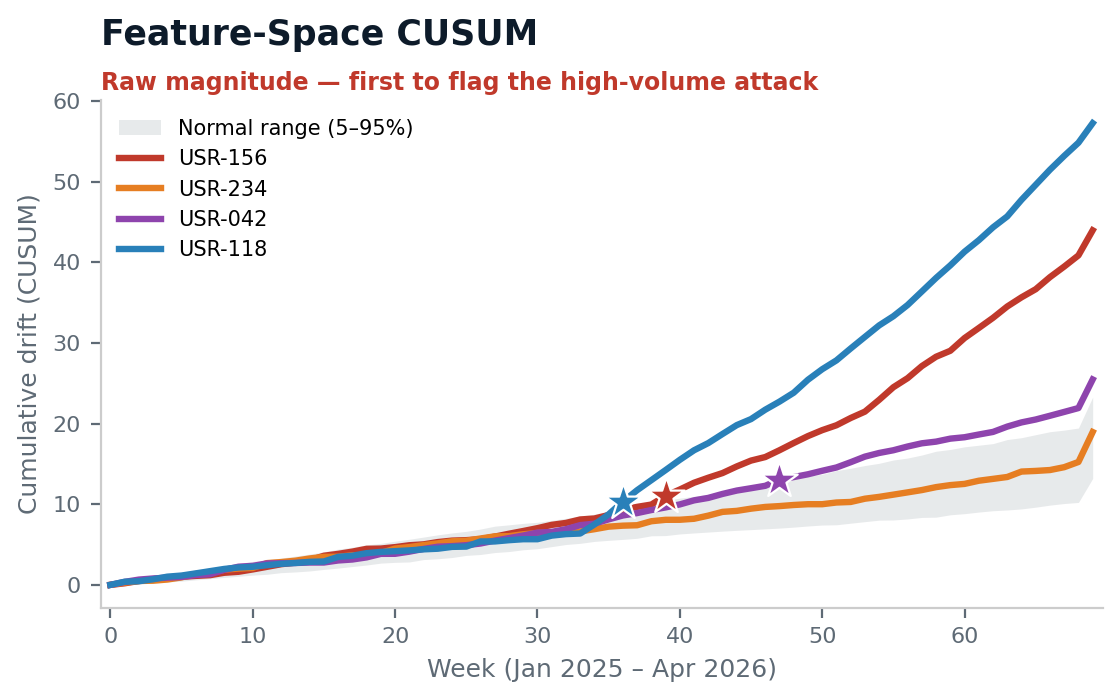 Feature-Space CUSUM
Raw magnitude — first to flag the high-volume attack
Normal range (5–95%)
USR-156
USR-234
USR-042
USR-118
Cumulative drift (CUSUM)
60
50
40
30
20
10
0
0 10 20 30 40 50 60
Week (Jan 2025 – Apr 2026)